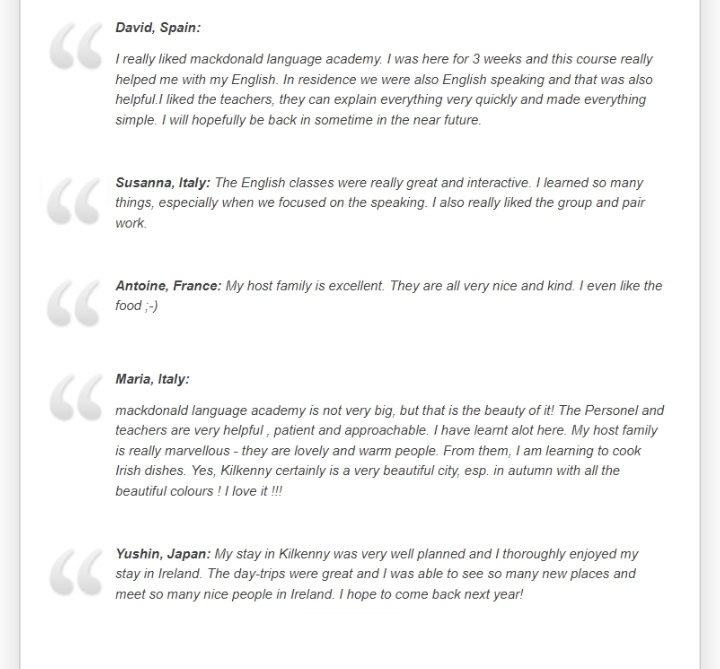 David, Spain:
I really liked mackdonald language academy. I was here for 3 weeks and this course really
helped me with my English. In residence we were also English speaking and that was also
helpful.I liked the teachers, they can explain everything very quickly and made everything
simple. I will hopefully be back in sometime in the near future.
Susanna, Italy: The English classes were really great and interactive. I learned so many
things, especially when we focused on the speaking. I also really liked the group and pair
work.
Antoine, France: My host family is excellent. They are all very nice and kind. I even like the
food ;-)
Maria, Italy:
mackdonald language academy is not very big, but that is the beauty of it! The Personel and
teachers are very helpful , patient and approachable. I have learnt alot here. My host family
is really marvellous - they are lovely and warm people. From them, I am learning to cook
Irish dishes. Yes, Kilkenny certainly is a very beautiful city, esp. in autumn with all the
beautiful colours ! I love it !!!
Yushin, Japan: My stay in Kilkenny was very well planned and I thoroughly enjoyed my
stay in Ireland. The day-trips were great and I was able to see so many new places and
meet so many nice people in Ireland. I hope to come back next year!